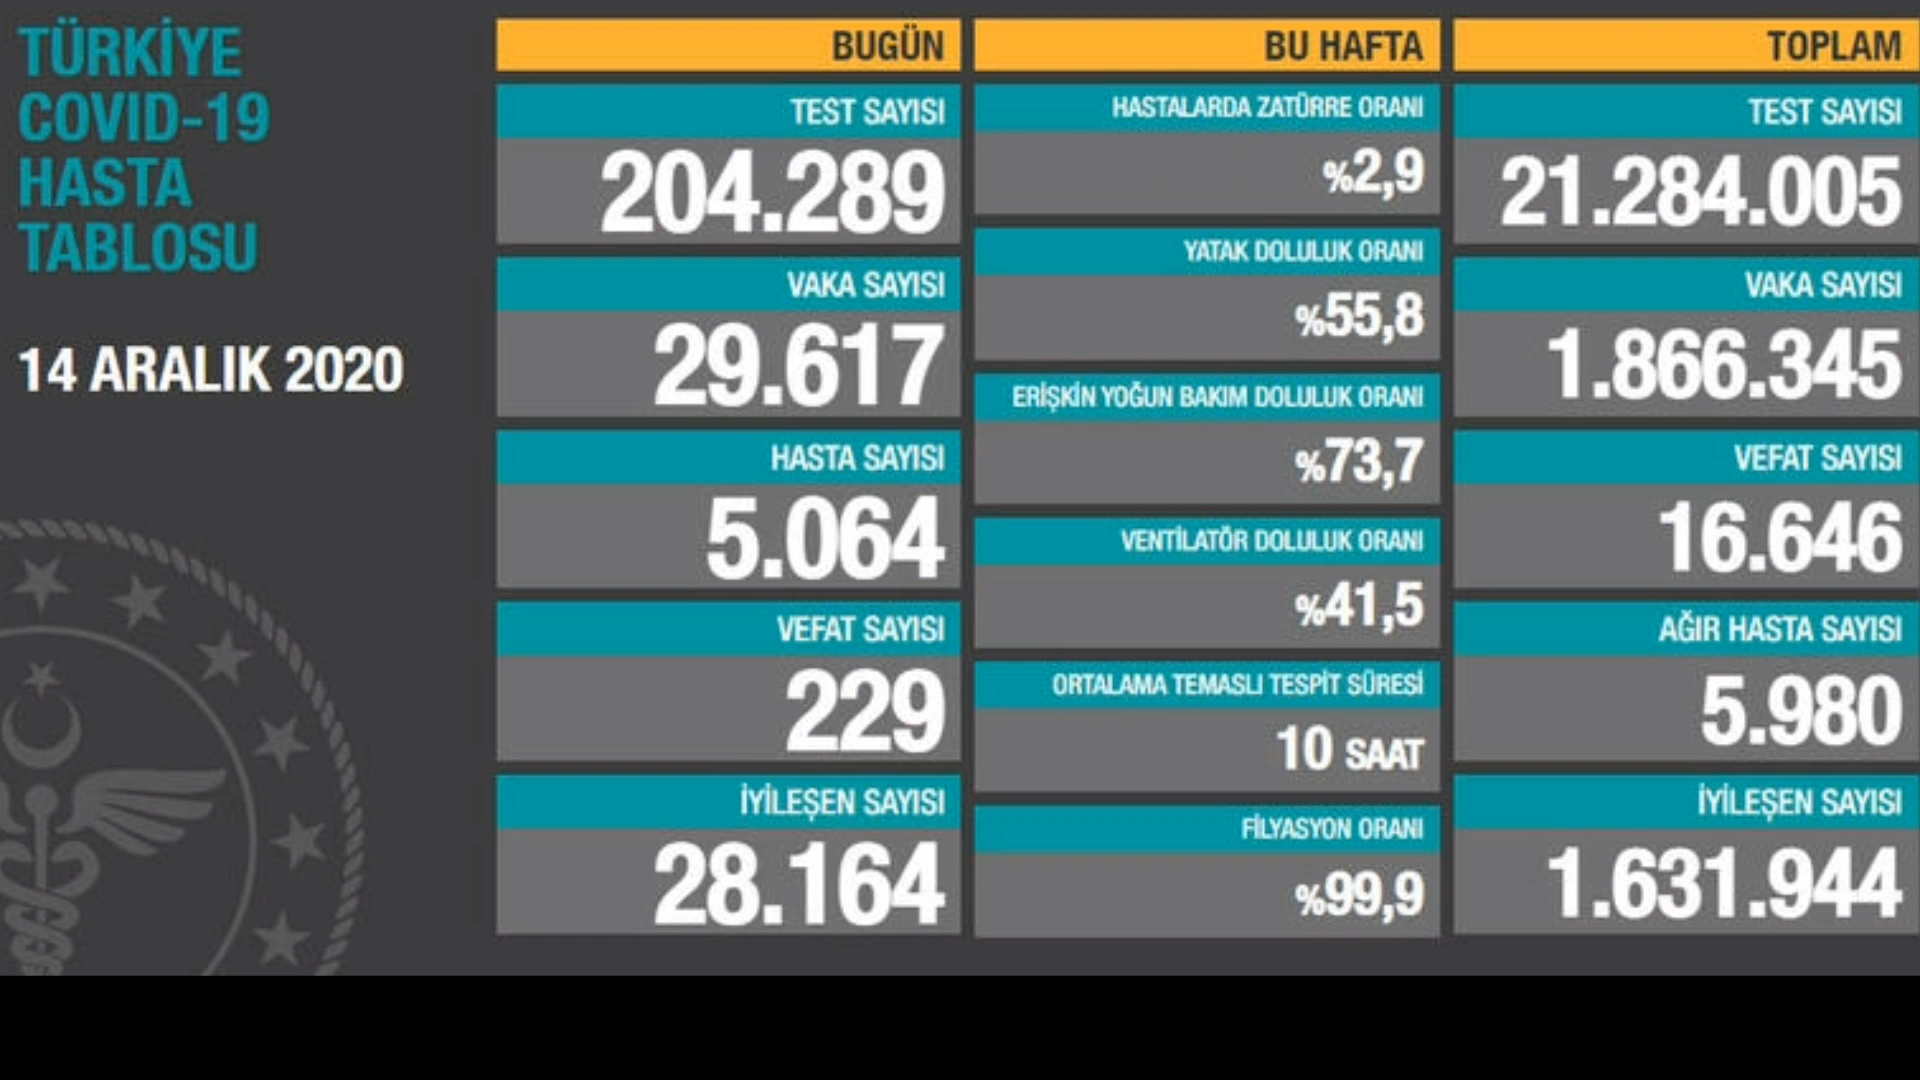 TÜRKİYE
COVID-19
HASTA
TABLOSU
14 ARALIK 2020
BUGÜN
TEST SAYISI
204.289
VAKA SAYISI
29.617
HASTA SAYISI
5.064
VEFAT SAYISI
229
İYİLEŞEN SAYISI
28.164
BU HAFTA
HASTALARDA ZATÜRRE ORANI
%2,9
YATAK DOLULUK ORANI
%55,8
ERİŞKİN YOĞUN BAKIM DOLULUK ORANI
%73,7
VENTİLATÖR DOLULUK ORANI
%41,5
ORTALAMA TEMASLI TESPİT SÜRESİ
10 SAAT
FİLYASYON ORANI
%99,9
TOPLAM
TEST SAYISI
21.284.005
VAKA SAYISI
1.866.345
VEFAT SAYISI
16.646
AĞIR HASTA SAYISI
5.980
İYİLEŞEN SAYISI
1.631.944